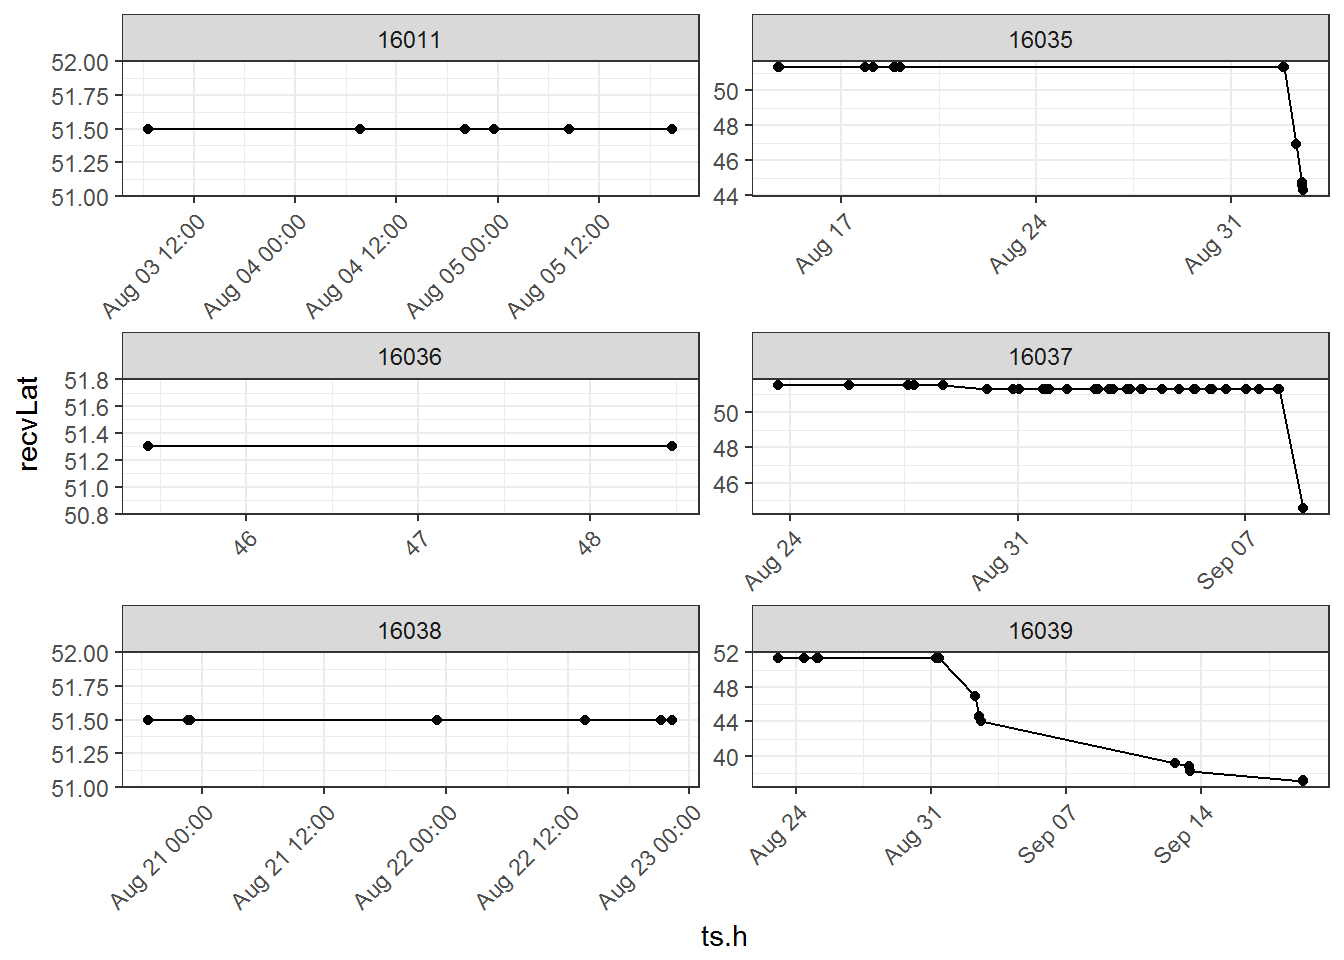 16011
52.00
51.75
51.50
51.25
51.00
Aug 03 12:00
Aug 04 00:00
Aug 04 12:00
Aug 05 00:00
Aug 05 12:00
16035
50
48
46
44
Aug 17
Aug 24
Aug 31
recvLat
16036
51.8
51.6
51.4
51.2
51.0
50.8
46
47
48
16037
50
48
46
Aug 24
Aug 31
Sep 07
16038
52.00
51.75
51.50
51.25
51.00
Aug 21 00:00
Aug 21 12:00
Aug 22 00:00
Aug 22 12:00
Aug 23 00:00
16039
52
48
44
40
Aug 24
Aug 31
Sep 07
Sep 14
ts.h